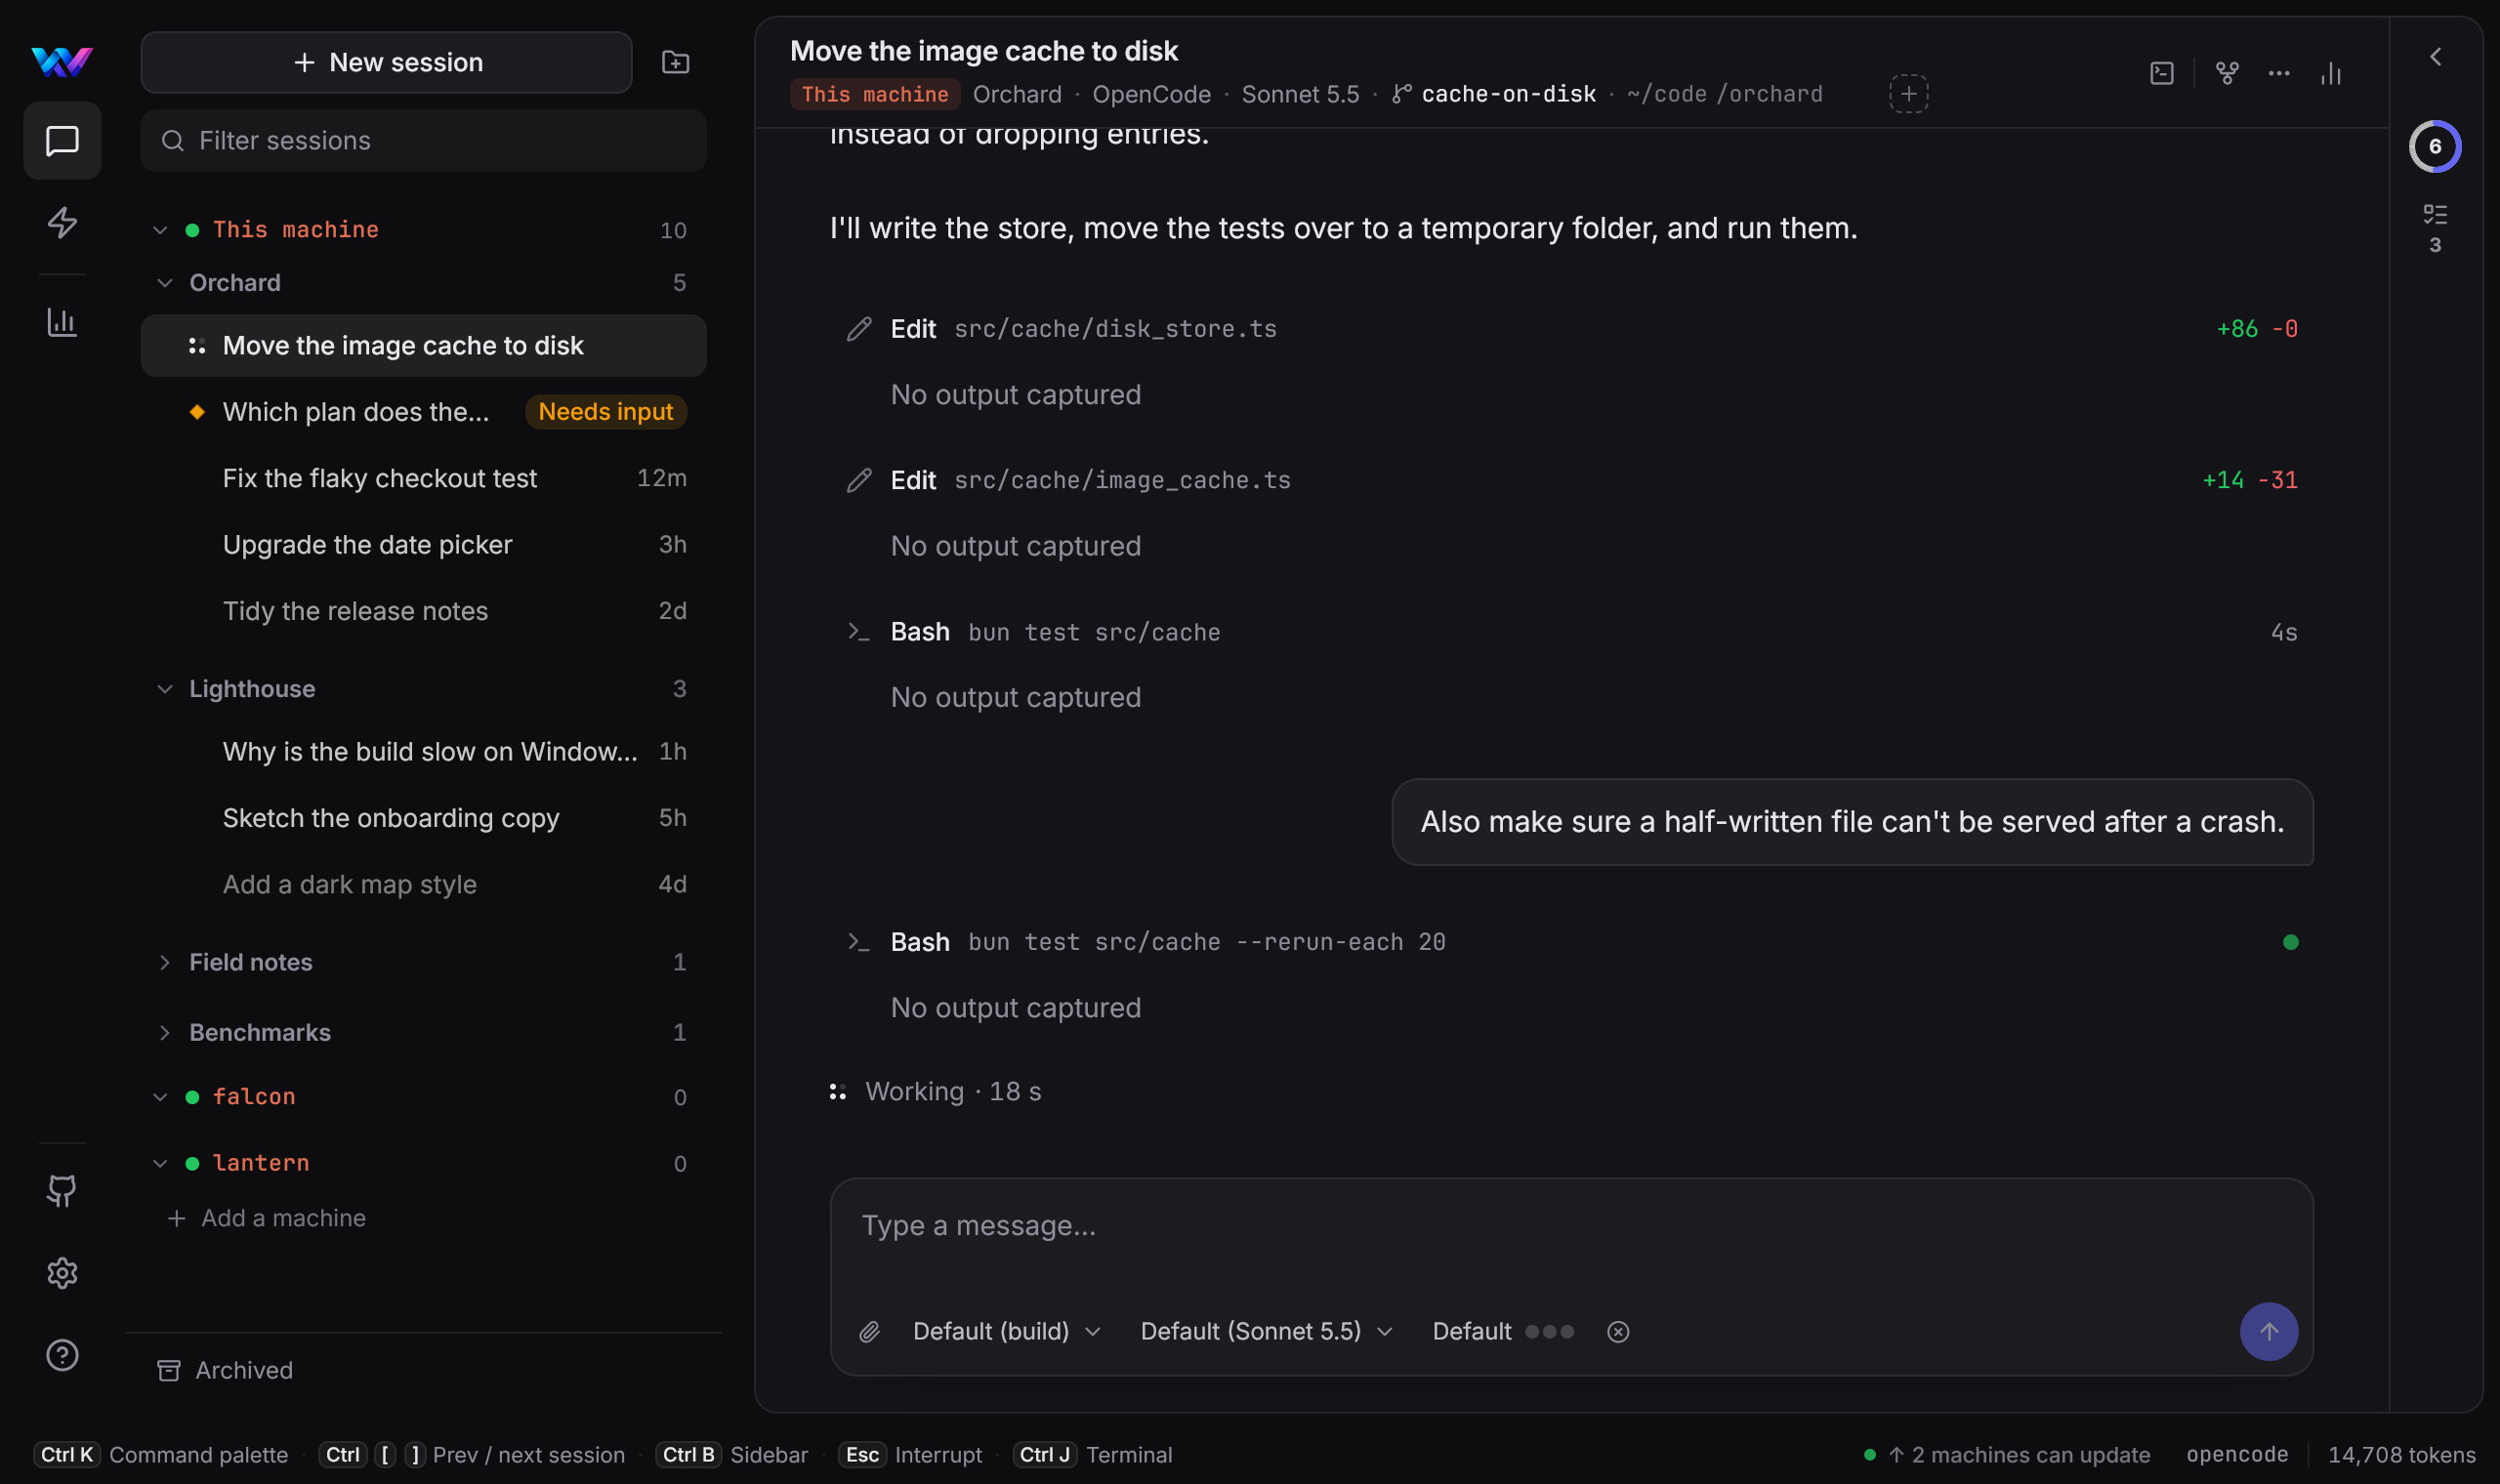 New session
Filter sessions
This machine 10
Orchard 5
Move the image cache to disk
Which plan does the... Needs input
Fix the flaky checkout test 12m
Upgrade the date picker 3h
Tidy the release notes 2d
Lighthouse 3
Why is the build slow on Window... 1h
Sketch the onboarding copy 5h
Add a dark map style 4d
Field notes 1
Benchmarks 1
falcon 0
lantern 0
Add a machine
Archived
Move the image cache to disk
This machine Orchard · OpenCode · Sonnet 5.5 · cache-on-disk · ~/code /orchard
instead of dropping entries.
I'll write the store, move the tests over to a temporary folder, and run them.
Edit src/cache/disk_store.ts +86 -0
No output captured
Edit src/cache/image_cache.ts +14 -31
No output captured
Bash bun test src/cache 4s
No output captured
Also make sure a half-written file can't be served after a crash.
Bash bun test src/cache --rerun-each 20
No output captured
Working · 18 s
Type a message...
Default (build) Default (Sonnet 5.5) Default
6
3
Ctrl K Command palette · Ctrl [ ] Prev / next session · Ctrl B Sidebar · Esc Interrupt · Ctrl J Terminal
↑ 2 machines can update opencode 14,708 tokens